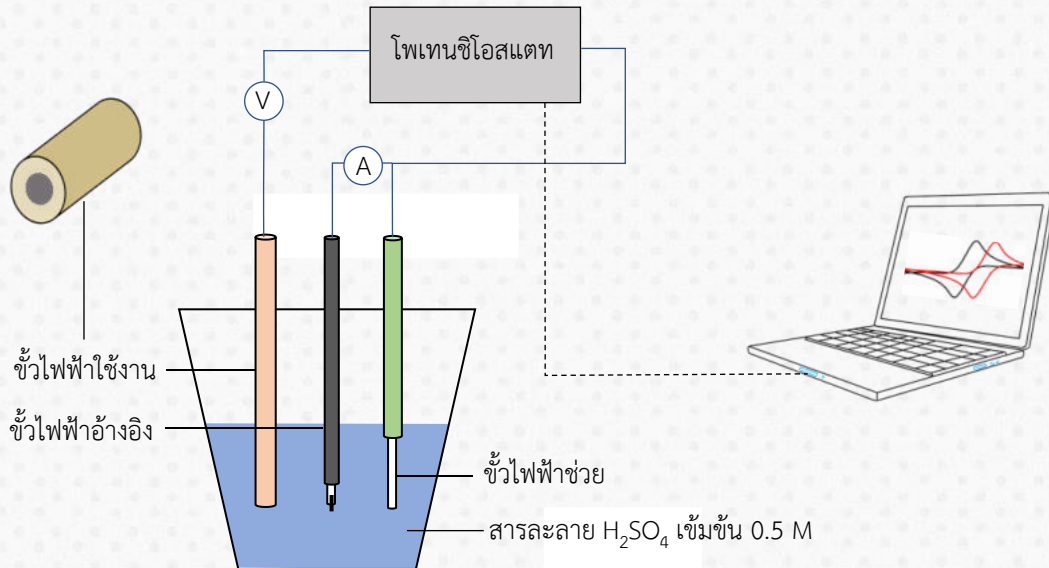 โพเทนชิโอสแตท
V
A
ขั้วไฟฟ้าใช้งาน
ขั้วไฟฟ้าอ้างอิง
ขั้วไฟฟ้าช่วย
สารละลาย H₂SO₄ เข้มข้น 0.5 M